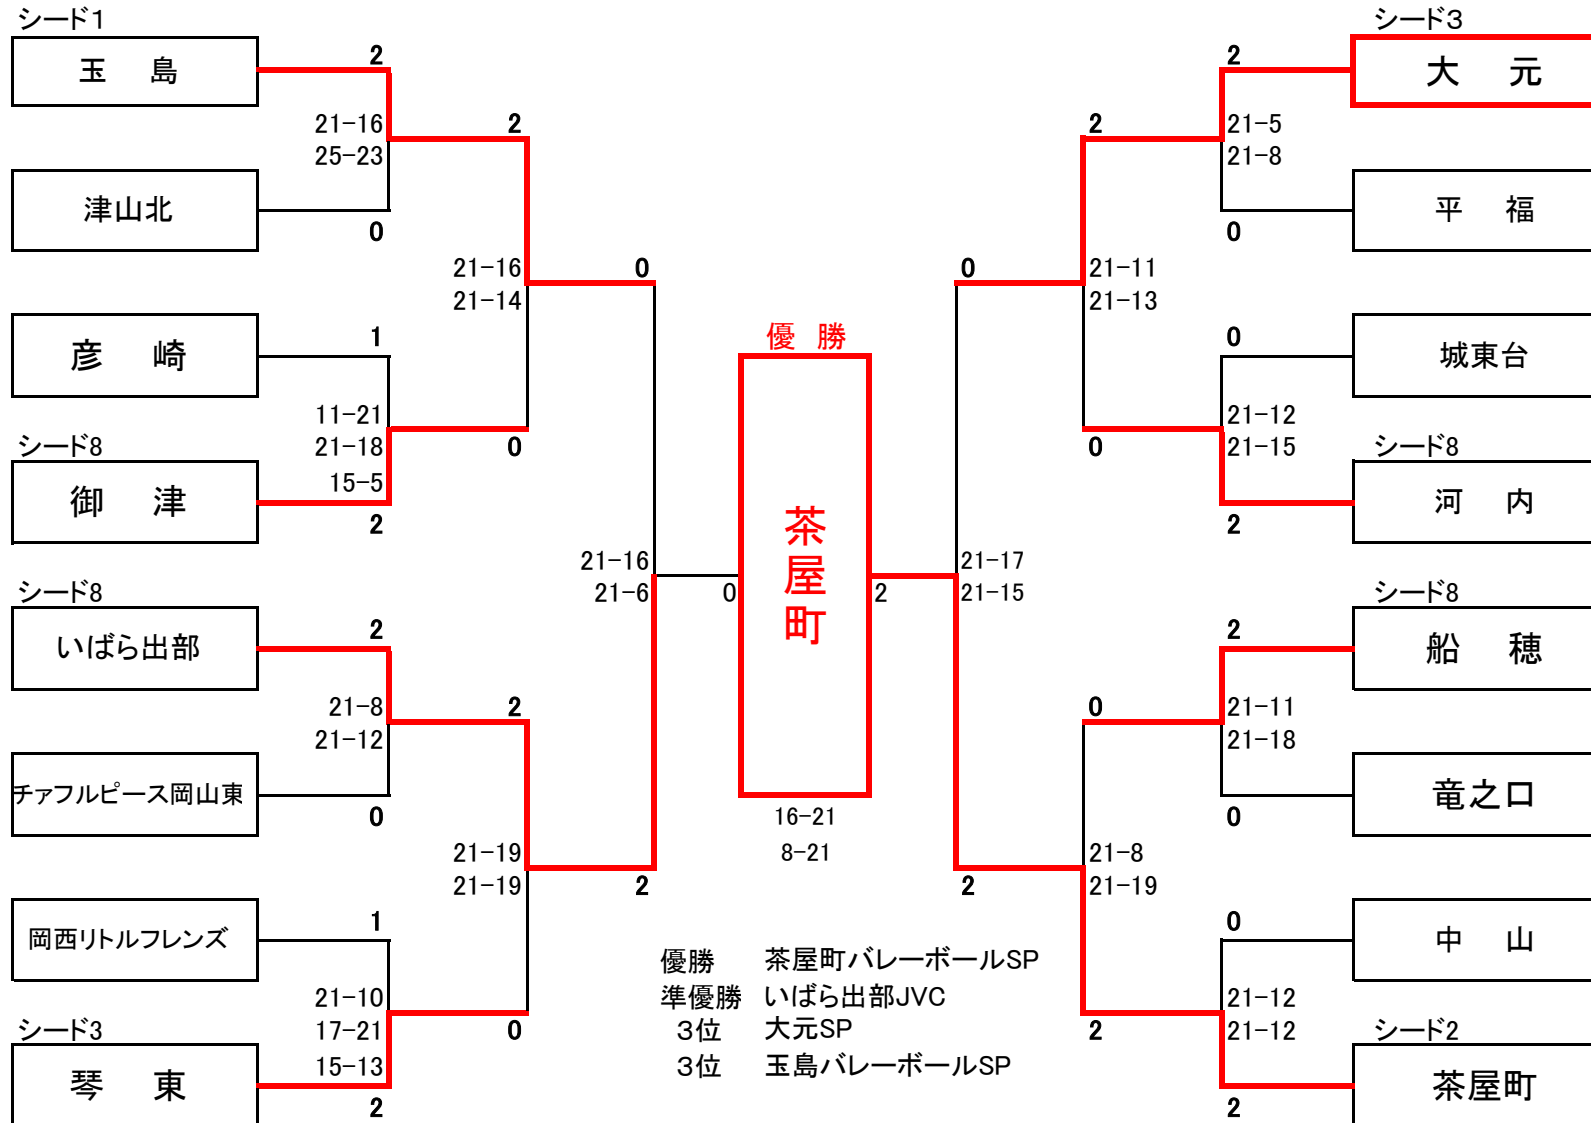 シード1
玉　島
2
21-16
25-23
2
津山北
0
21-16
21-14
0
彦　崎
1
11-21
21-18
15-5
0
シード8
御　津
2
21-16
21-6
0
シード8
いばら出部
2
21-8
21-12
2
チァフルピース岡山東
0
21-19
21-19
2
岡西リトルフレンズ
1
21-10
17-21
15-13
0
シード3
琴　東
2
優　勝
茶屋町
16-21
8-21
優勝　茶屋町バレーボールSP
準優勝　いばら出部JVC
3位　大元SP
3位　玉島バレーボールSP
シード3
大　元
2
21-5
21-8
2
平　福
0
21-11
21-13
0
城東台
0
21-12
21-15
0
シード8
河　内
2
2
21-17
21-15
シード8
船　穂
2
21-11
21-18
0
竜之口
0
21-8
21-19
2
中　山
0
21-12
21-12
2
シード2
茶屋町
2